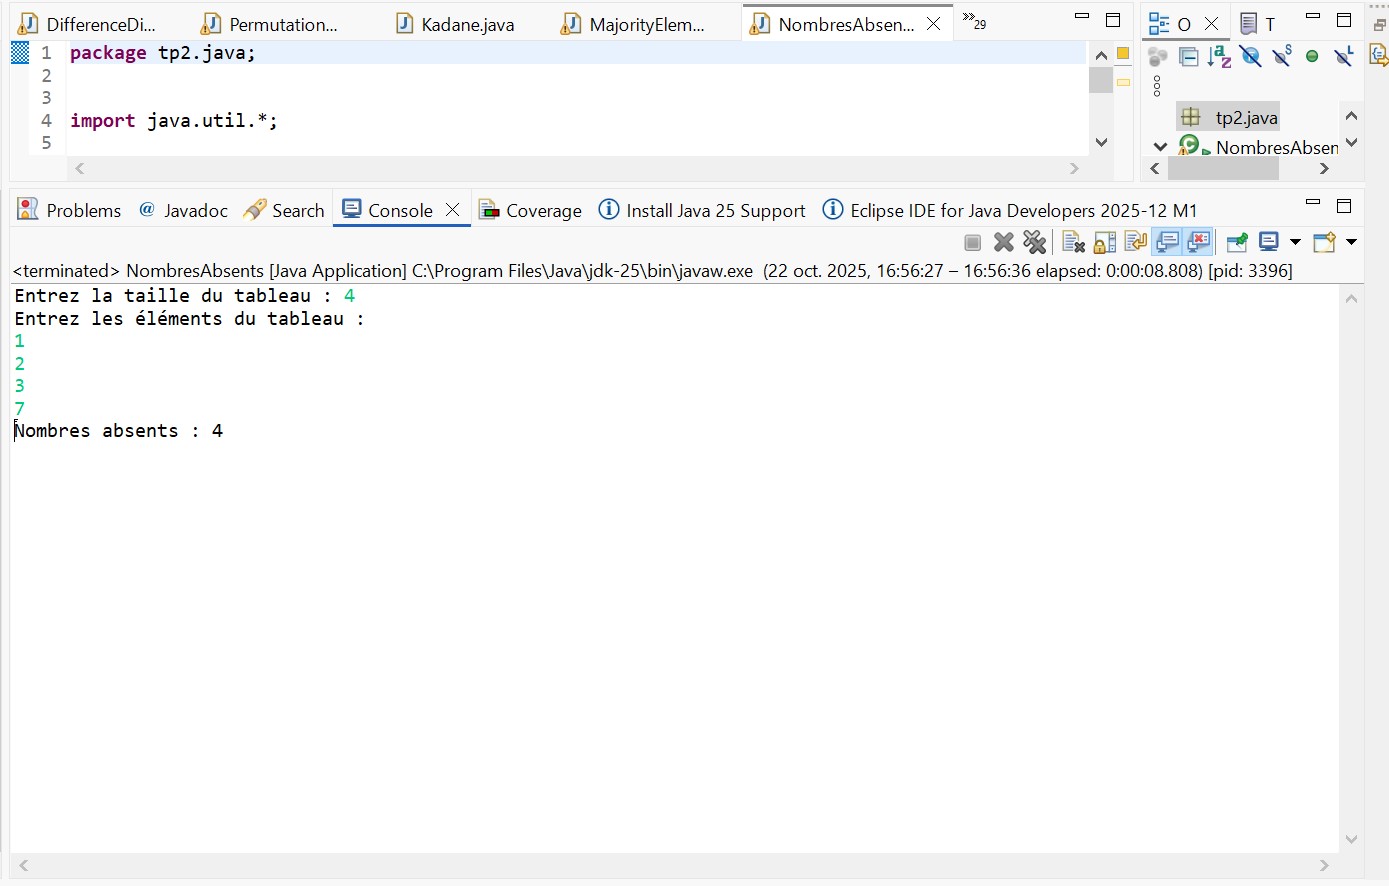 DifferenceDi... Permutation... Kadane.java MajorityElem... NombresAbsen... »29 O T
1 package tp2.java;
2
3
4 import java.util.*;
5
tp2.java
NombresAbsen
Problems @ Javadoc Search Console Coverage Install Java 25 Support Eclipse IDE for Java Developers 2025-12 M1
<terminated> NombresAbsents [Java Application] C:\Program Files\Java\jdk-25\bin\javaw.exe (22 oct. 2025, 16:56:27 – 16:56:36 elapsed: 0:00:08.808) [pid: 3396]
Entrez la taille du tableau : 4
Entrez les éléments du tableau :
1
2
3
7
Nombres absents : 4